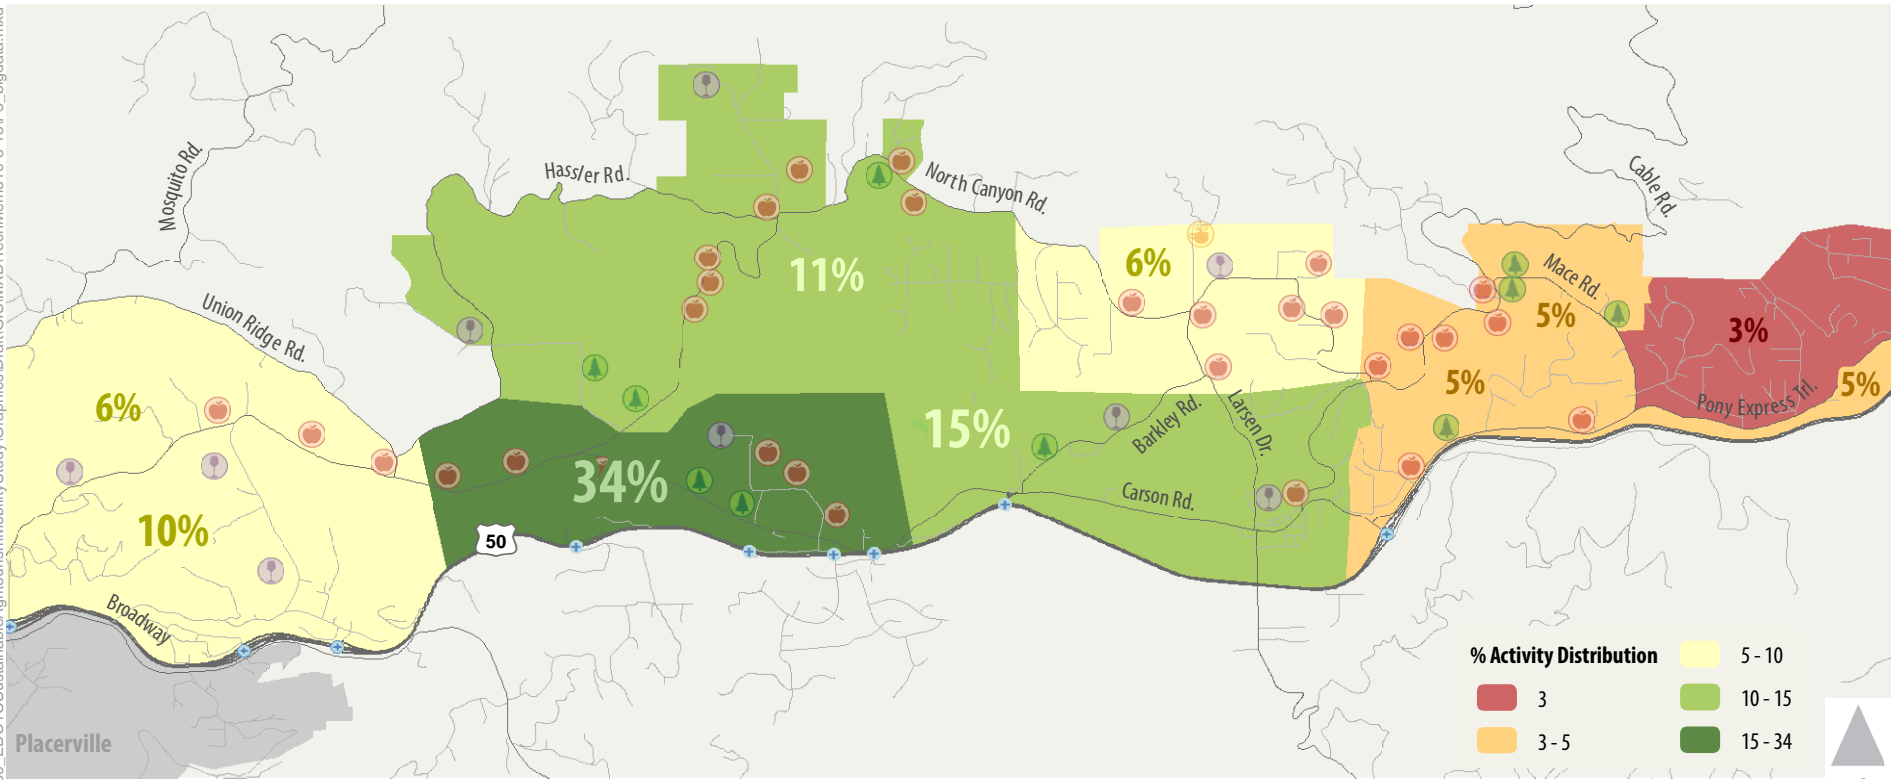 Mosquito Rd.
Hassler Rd.
North Canyon Rd.
Cable Rd.
Union Ridge Rd.
11%
6%
Mace Rd.
5%
3%
6%
5%
5%
Pony Express Trl.
15%
Barkley Rd.
Larsen Dr.
34%
Carson Rd.
10%
50
Broadway
Placerville
% Activity Distribution
3
3 - 5
5 - 10
10 - 15
15 - 34